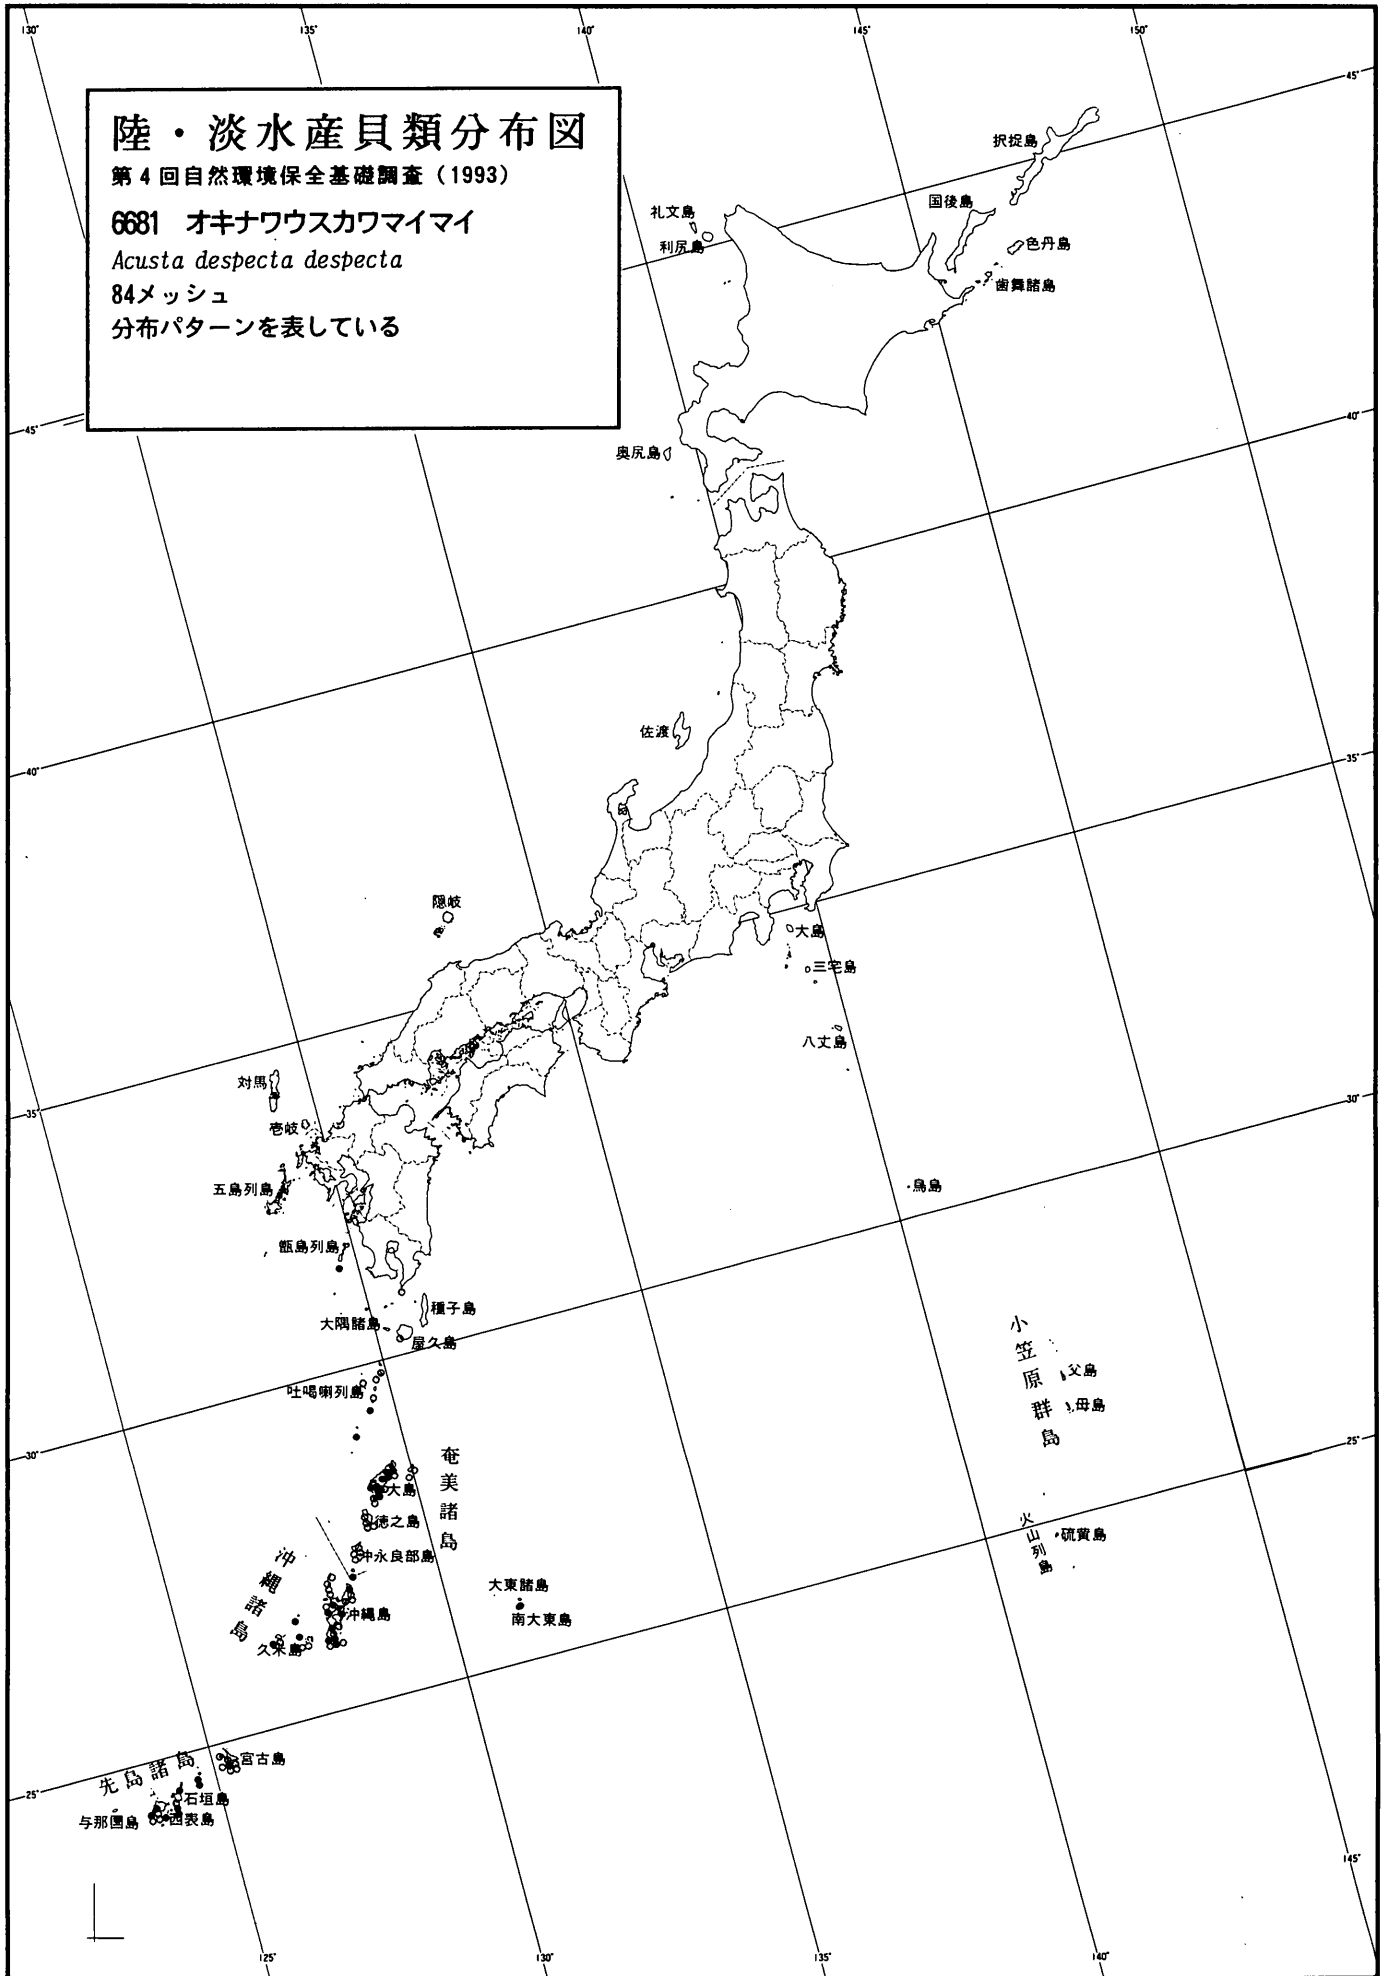 130°
135°
140°
145°
150°
45°
陸・淡水産貝類分布図
第4回自然環境保全基礎調査（1993）
6681 オキナワウスカワマイマイ
Acusta despecta despecta
84メッシュ
分布パターンを表している
択捉島
国後島
礼文島
利尻島
色丹島
歯舞諸島
40°
45°
奥尻島
佐渡
35°
40°
隠岐
大島
三宅島
八丈島
対馬
35°
30°
壱岐
五島列島
鳥島
甑島列島
種子島
大隅諸島
屋久島
小笠原群島
父島
吐喝喇列島
母島
25°
30°
奄美諸島
大島
徳之島
火山列島
硫黄島
沖永良部島
沖縄諸島
大東諸島
沖縄島
南大東島
久米島
先島諸島
宮古島
25°
石垣島
与那国島
西表島
145°
125°
130°
135°
140°